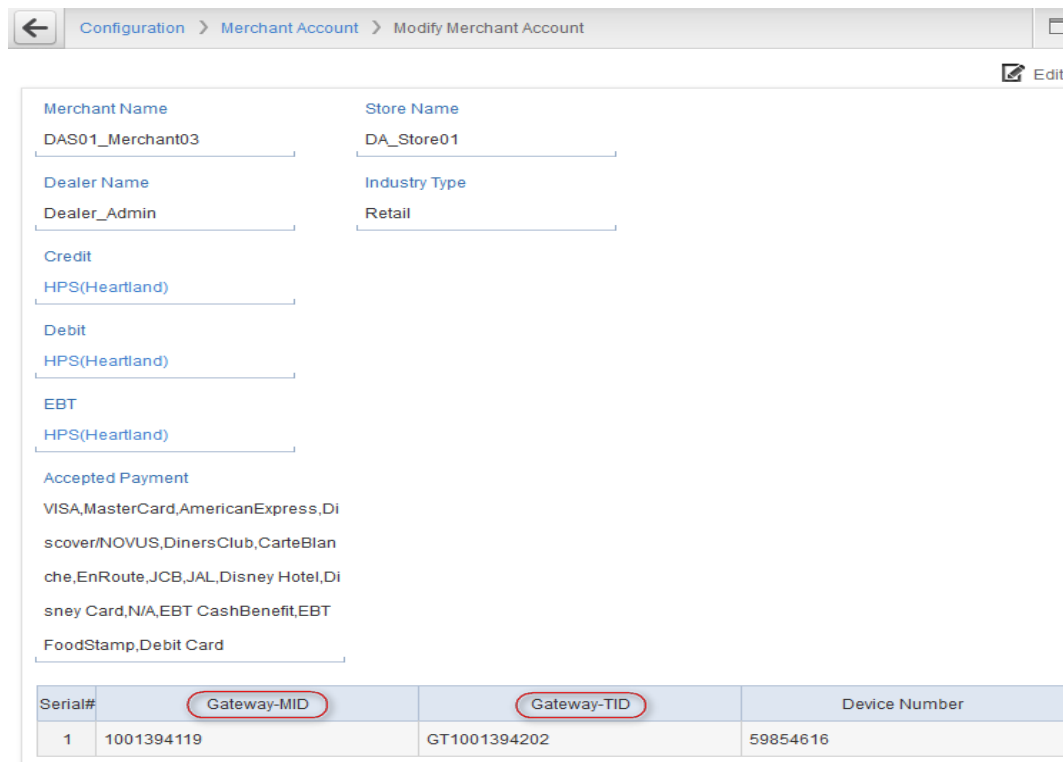 Configuration > Merchant Account > Modify Merchant Account
Edit
Merchant Name Store Name
DAS01_Merchant03 DA_Store01
Dealer Name Industry Type
Dealer_Admin Retail
Credit
HPS(Heartland)
Debit
HPS(Heartland)
EBT
HPS(Heartland)
Accepted Payment
VISA,MasterCard,AmericanExpress,Di
scover/NOVUS,DinersClub,CarteBlan
che,EnRoute,JCB,JAL,Disney Hotel,Di
sney Card,N/A,EBT CashBenefit,EBT
FoodStamp,Debit Card
Serial# Gateway-MID Gateway-TID Device Number
1 1001394119 GT1001394202 59854616